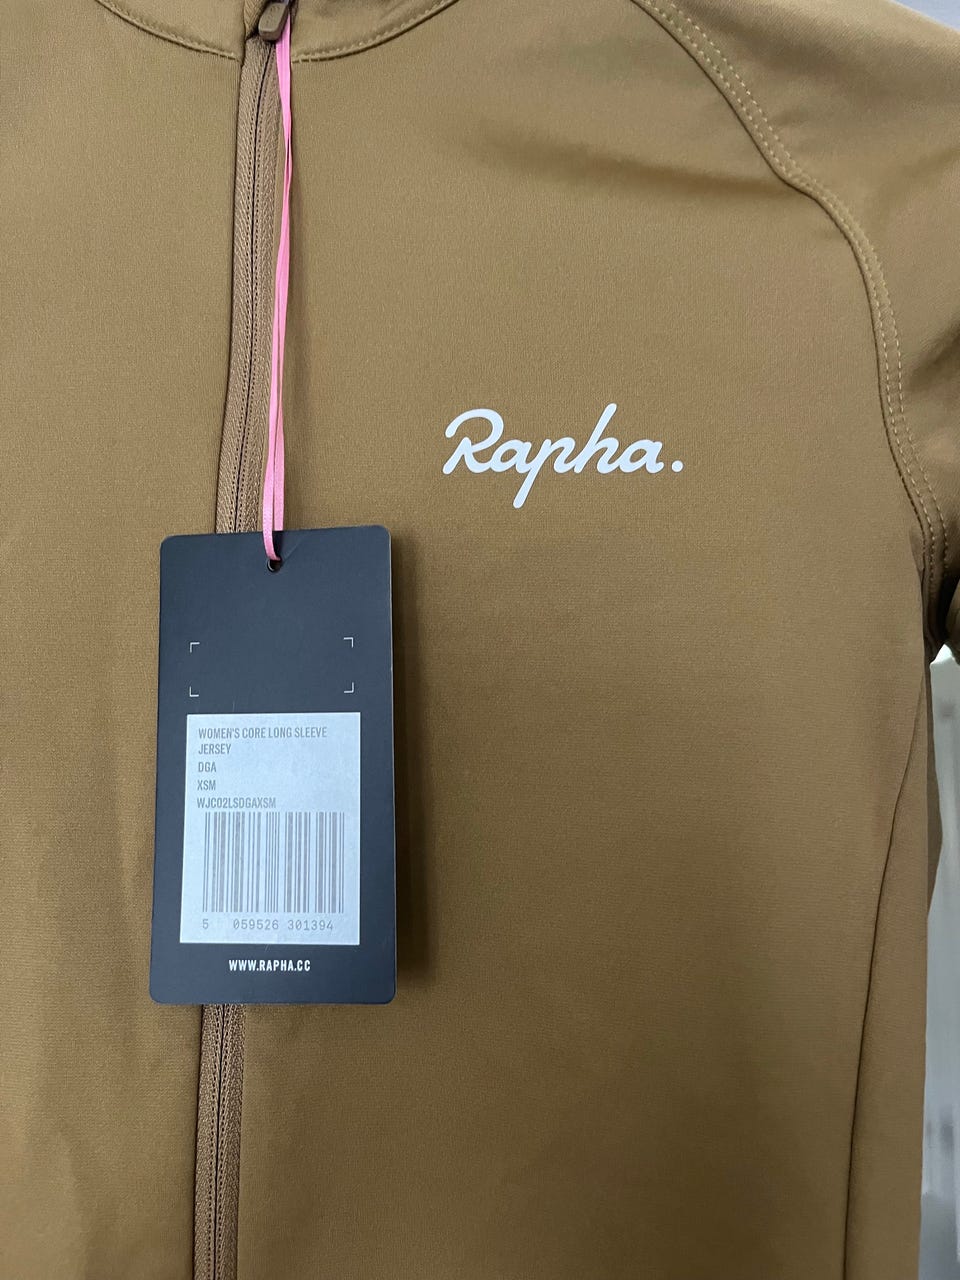 Rapha.
WOMEN'S CORE LONG SLEEVE
JERSEY
DGA
XSM
WJC02LSDGAXSM
5 059526 301394
WWW.RAPHA.CC